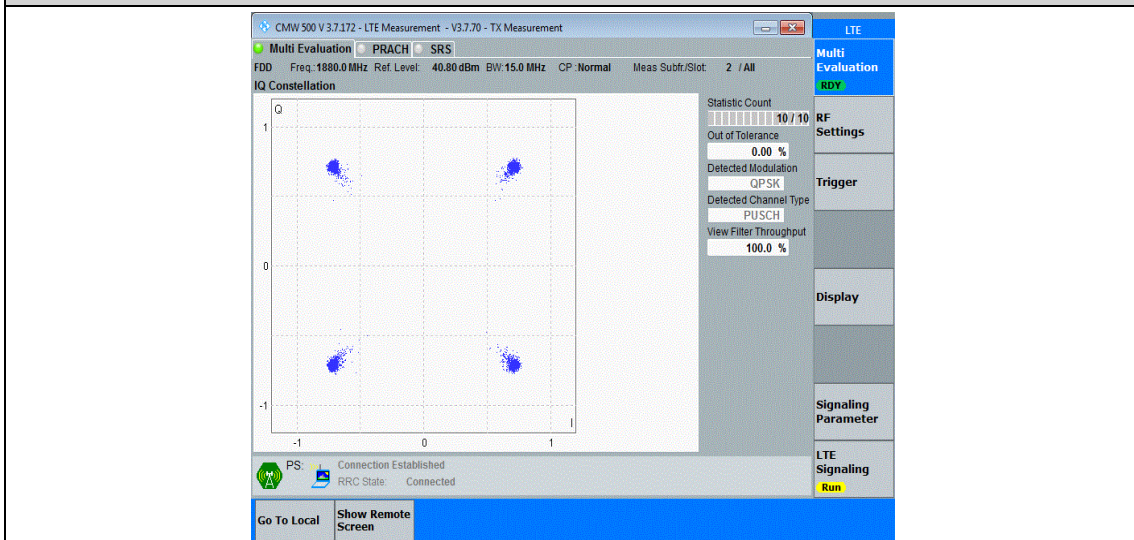 CMW 500 V 3.7.172 - LTE Measurement - V3.7.70 - TX Measurement
LTE
Multi Evaluation PRACH SRS
Multi
Evaluation
RDY
FDD Freq.:1880.0 MHz Ref. Level: 40.80 dBm BW:15.0 MHz CP :Normal Meas Subfr./Slot: 2 / All
IQ Constellation
Q
1
0
-1
-1 0 1
I
Statistic Count
10 / 10
Out of Tolerance
0.00 %
Detected Modulation
QPSK
Detected Channel Type
PUSCH
View Filter Throughput
100.0 %
RF
Settings
Trigger
Display
Signaling
Parameter
LTE
Signaling
Run
PS: Connection Established
RRC State: Connected
Go To Local
Show Remote
Screen